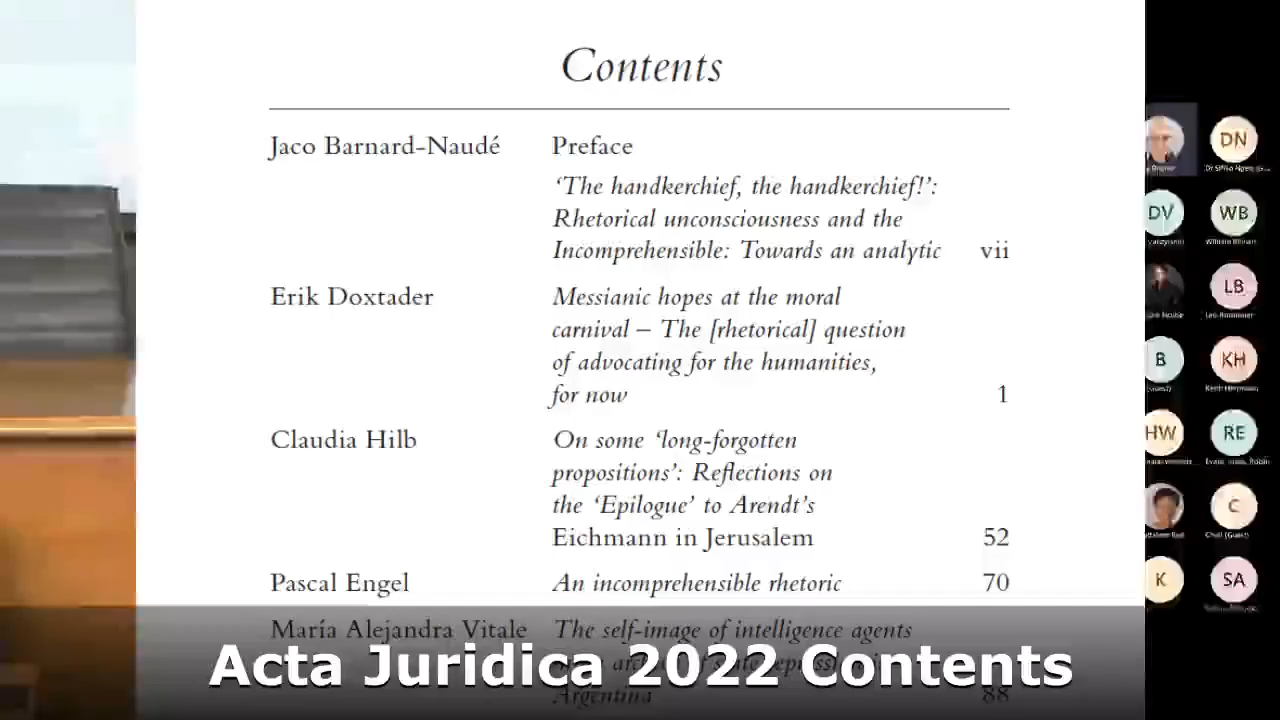 Contents
Jaco Barnard-Naudé Preface
‘The handkerchief, the handkerchief!’:
Rhetorical unconsciousness and the
Incomprehensible: Towards an analytic vii
Erik Doxtader Messianic hopes at the moral
carnival – The [rhetorical] question
of advocating for the humanities,
for now 1
Claudia Hilb On some ‘long-forgotten
propositions’: Reflections on
the ‘Epilogue’ to Arendt’s
Eichmann in Jerusalem 52
Pascal Engel An incomprehensible rhetoric 70
María Alejandra Vitale The self-image of intelligence agents
Argentina 88
Acta Juridica 2022 Contents
DN
DV
WB
LB
B
KH
HW
RE
C
(Guest)
K
SA